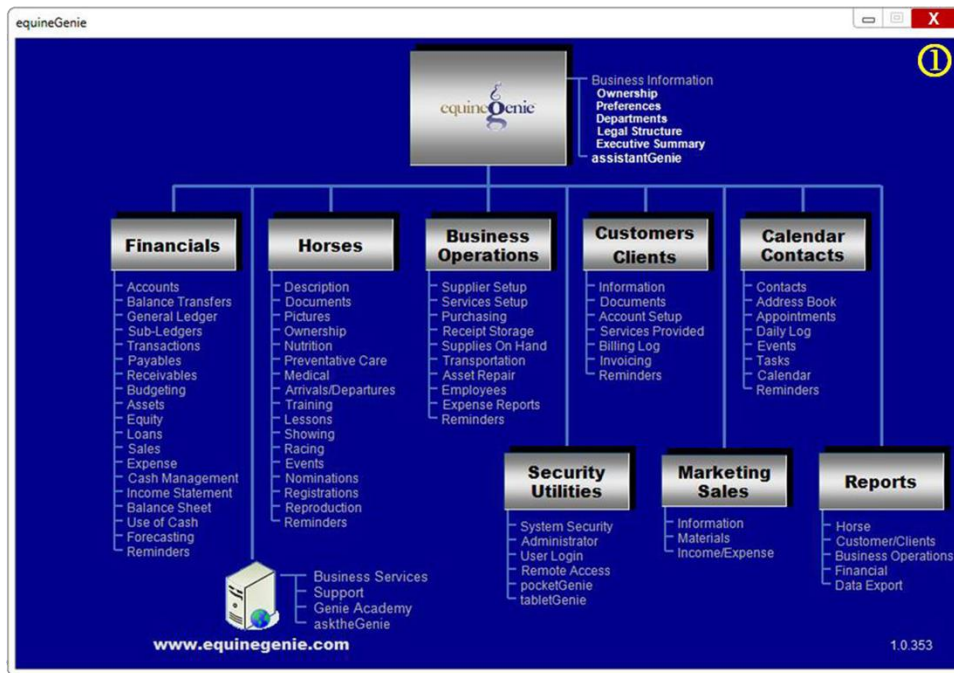 equineGenie
X
①
equinegenie
Business Information
Ownership
Preferences
Departments
Legal Structure
Executive Summary
assistantGenie
Financials
Accounts
Balance Transfers
General Ledger
Sub-Ledgers
Transactions
Payables
Receivables
Budgeting
Assets
Equity
Loans
Sales
Expense
Cash Management
Income Statement
Balance Sheet
Use of Cash
Forecasting
Reminders
Horses
Description
Documents
Pictures
Ownership
Nutrition
Preventative Care
Medical
Arrivals/Departures
Training
Lessons
Showing
Racing
Events
Nominations
Registrations
Reproduction
Reminders
Business
Operations
Supplier Setup
Services Setup
Purchasing
Receipt Storage
Supplies On Hand
Transportation
Asset Repair
Employees
Expense Reports
Reminders
Customers
Clients
Information
Documents
Account Setup
Services Provided
Billing Log
Invoicing
Reminders
Calendar
Contacts
Contacts
Address Book
Appointments
Daily Log
Events
Tasks
Calendar
Reminders
Security
Utilities
System Security
Administrator
User Login
Remote Access
pocketGenie
tabletGenie
Marketing
Sales
Information
Materials
Income/Expense
Reports
Horse
Customer/Clients
Business Operations
Financial
Data Export
Business Services
Support
Genie Academy
asktheGenie
www.equinegenie.com
1.0.353